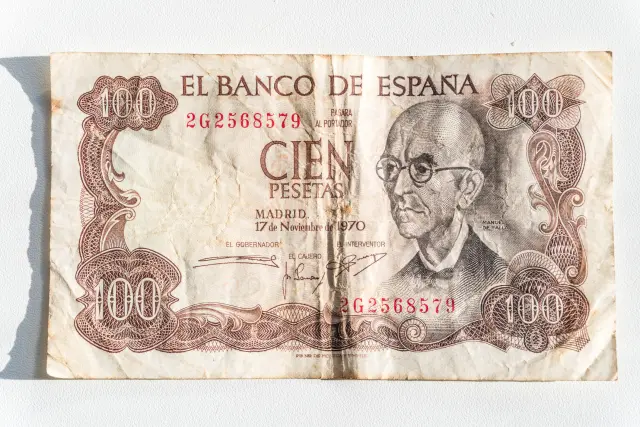 100 EL BANCO DE ESPAÑA 100
2G2568579
PAGARA
AL PORTADOR
CIEN
PESETAS
MADRID
17 de Noviembre de 1970
MANUEL
DE FALLA
EL GOBERNADOR
EL INTERVENTOR
EL CAJERO
2G2568579
100 100